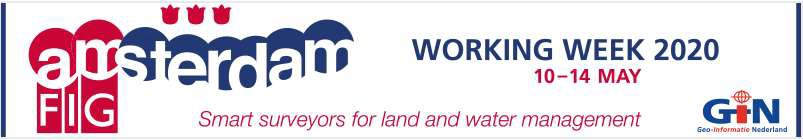 amsterdam
FIG
WORKING WEEK 2020
10–14 MAY
Smart surveyors for land and water management
GIN
Geo-Informatie Nederland